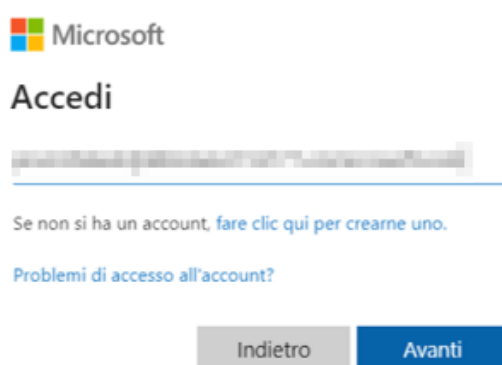 Microsoft
Accedi
Se non si ha un account, fare clic qui per crearne uno.
Problemi di accesso all'account?
Indietro Avanti